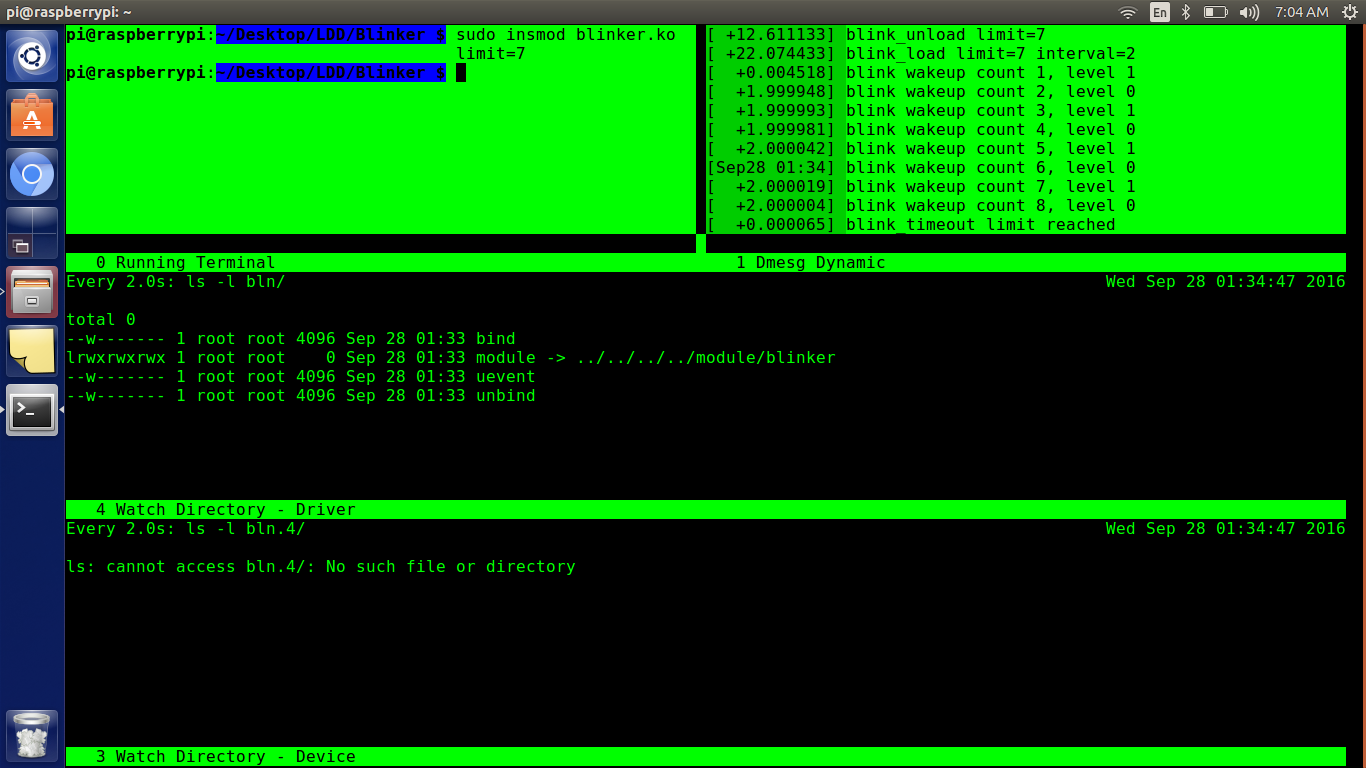 pi@raspberrypi: ~
En
7:04 AM
pi@raspberrypi:~/Desktop/LDD/Blinker $ sudo insmod blinker.ko
limit=7
pi@raspberrypi:~/Desktop/LDD/Blinker $
[ +12.611133] blink_unload limit=7
[ +22.074433] blink_load limit=7 interval=2
[  +0.004518] blink wakeup count 1, level 1
[  +1.999948] blink wakeup count 2, level 0
[  +1.999993] blink wakeup count 3, level 1
[  +1.999981] blink wakeup count 4, level 0
[  +2.000042] blink wakeup count 5, level 1
[Sep28 01:34] blink wakeup count 6, level 0
[  +2.000019] blink wakeup count 7, level 1
[  +2.000004] blink wakeup count 8, level 0
[  +0.000065] blink_timeout limit reached
0 Running Terminal
1 Dmesg Dynamic
Every 2.0s: ls -l bln/
Wed Sep 28 01:34:47 2016
total 0
--w------- 1 root root 4096 Sep 28 01:33 bind
lrwxrwxrwx 1 root root    0 Sep 28 01:33 module -> ../../../../module/blinker
--w------- 1 root root 4096 Sep 28 01:33 uevent
--w------- 1 root root 4096 Sep 28 01:33 unbind
4 Watch Directory - Driver
Every 2.0s: ls -l bln.4/
Wed Sep 28 01:34:47 2016
ls: cannot access bln.4/: No such file or directory
3 Watch Directory - Device